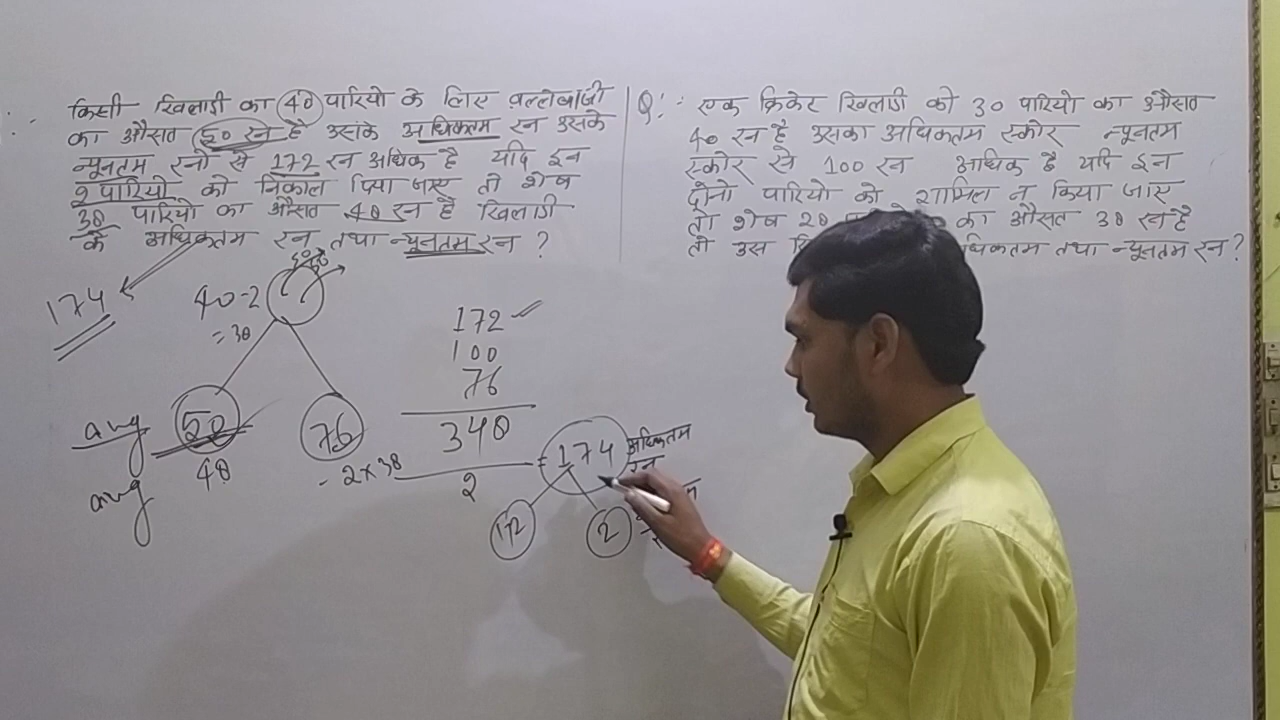 किसी खिलाडी का 40 पारियो के लिए बल्लेबाजी
का औसत 50 रन है उसके अधिकतम रन उसके
न्यूनतम रनो से 172 रन अधिक है यदि इन
2 पारियो को निकाल दिया जाए तो शेष
38 पारियो का औसत 48 रन है खिलाडी
के अधिकतम रन तथा न्यूनतम रन ?
174
40-2
= 38
avg 50 76
avg 48 - 2×38
172
100
76
348
2
= 174 अधिकतम
रन
172 2
Q: एक क्रिकेट खिलाडी को 30 पारियो का औसत
40 रन है उसका अधिकतम स्कोर न्यूनतम
स्कोर से 100 रन अधिक है यदि इन
दोनो पारियो को शामिल न किया जाए
तो शेष 28 का औसत 38 रन है
तो उस धिकतम तथा न्यूनतम रन ?